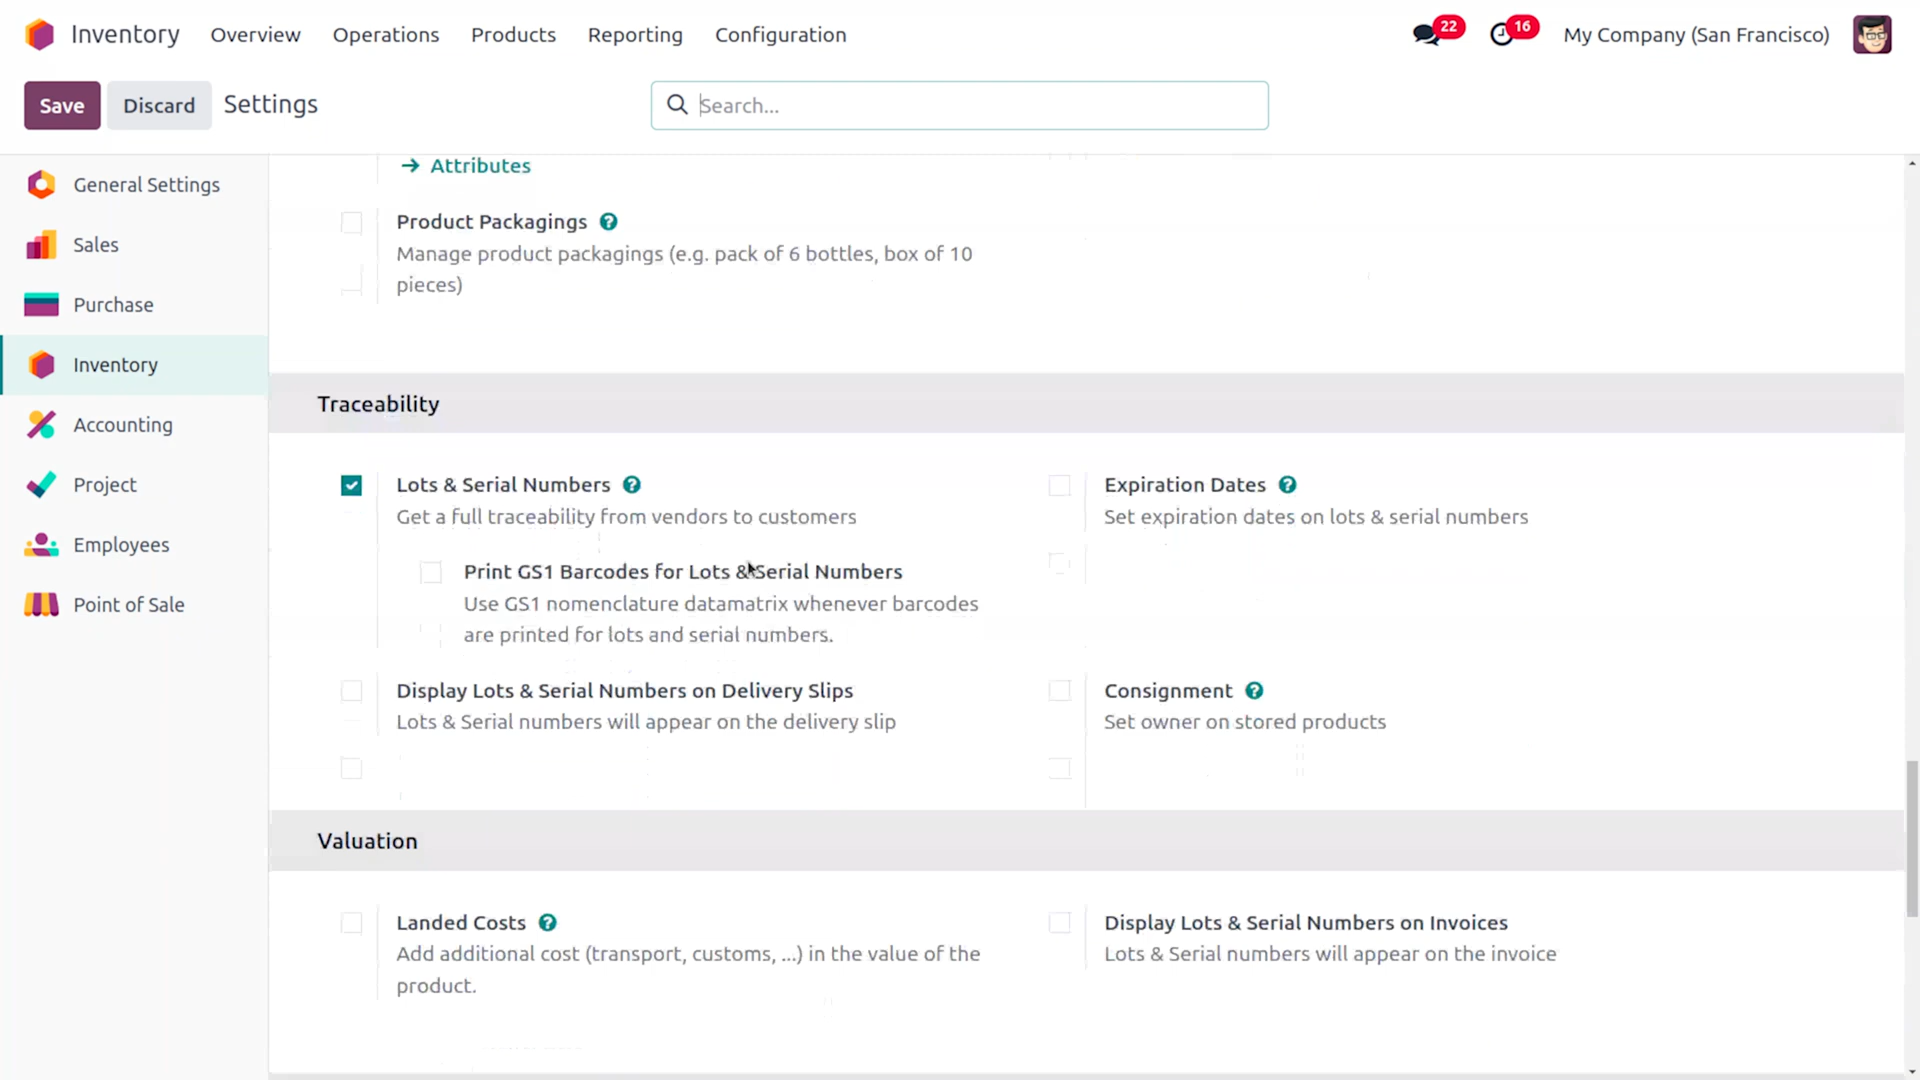 Inventory Overview Operations Products Reporting Configuration 22 16 My Company (San Francisco)
Save Discard Settings Search...
General Settings
Sales
Purchase
Inventory
Accounting
Project
Employees
Point of Sale
→ Attributes
Product Packagings ?
Manage product packagings (e.g. pack of 6 bottles, box of 10
pieces)
Traceability
Lots & Serial Numbers ?
Get a full traceability from vendors to customers
Print GS1 Barcodes for Lots & Serial Numbers
Use GS1 nomenclature datamatrix whenever barcodes
are printed for lots and serial numbers.
Expiration Dates ?
Set expiration dates on lots & serial numbers
Display Lots & Serial Numbers on Delivery Slips
Lots & Serial numbers will appear on the delivery slip
Consignment ?
Set owner on stored products
Valuation
Landed Costs ?
Add additional cost (transport, customs, ...) in the value of the
product.
Display Lots & Serial Numbers on Invoices
Lots & Serial numbers will appear on the invoice